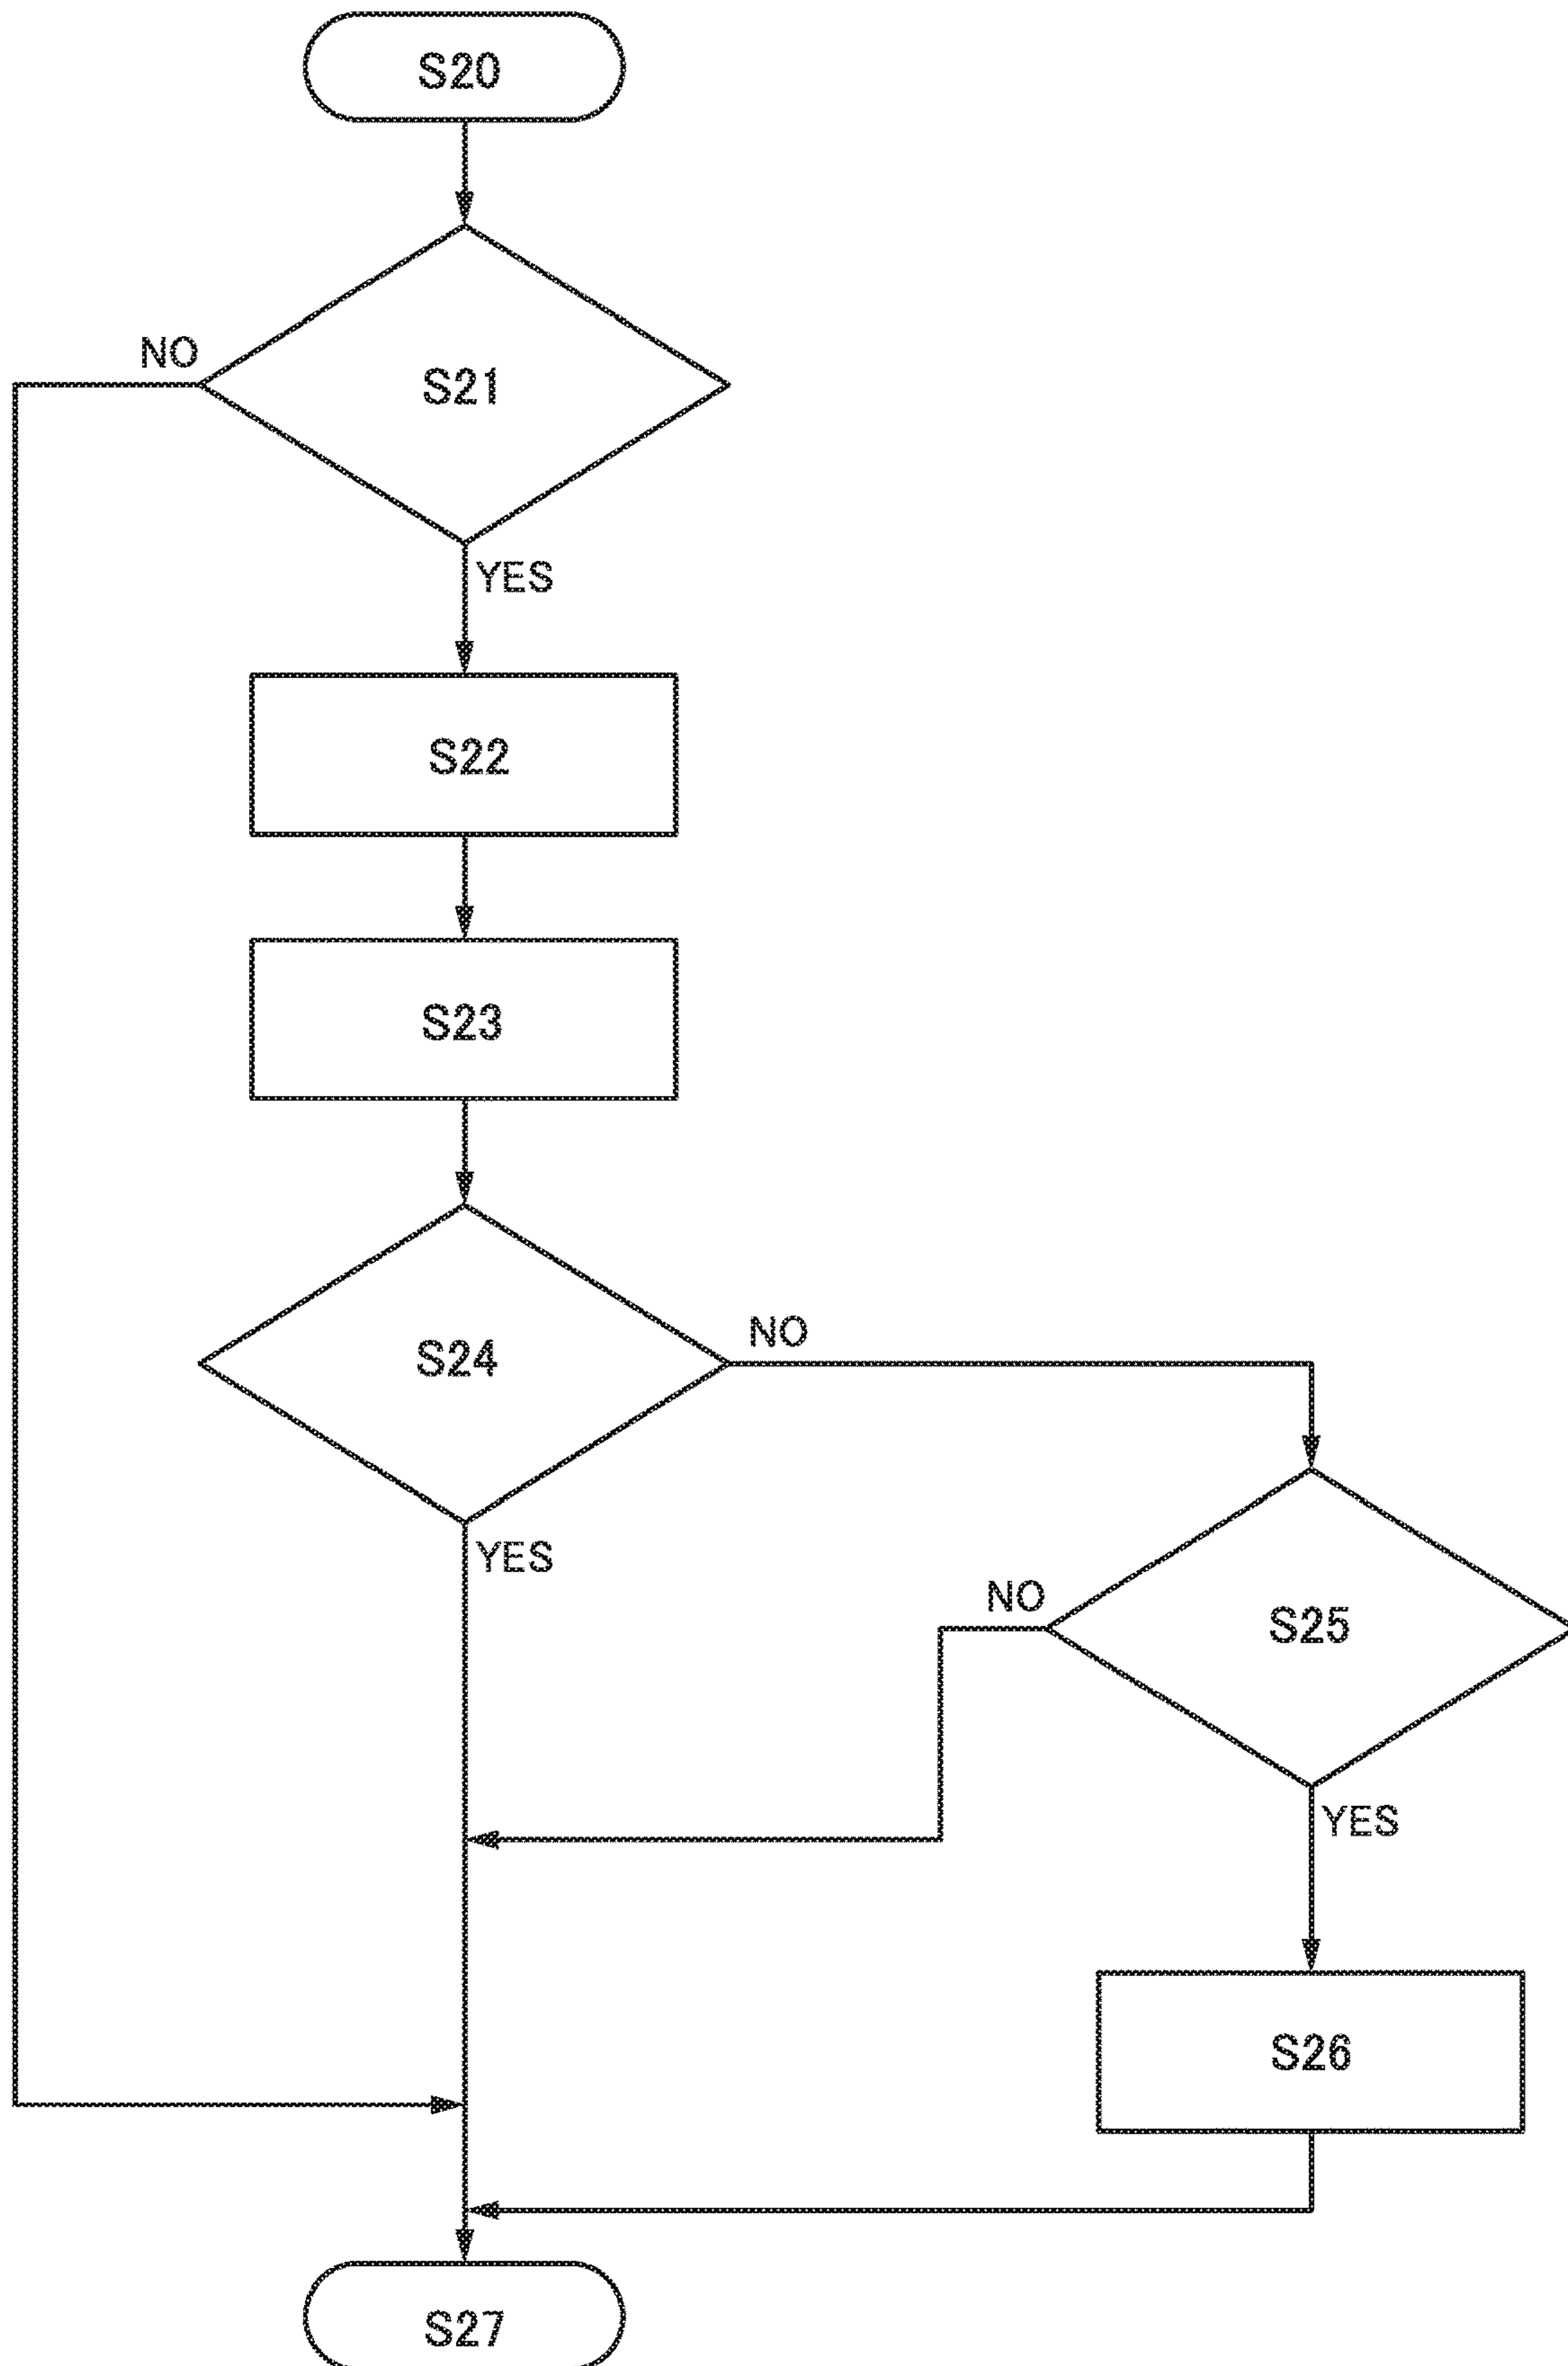 S20
NO
S21
YES
S22
S23
S24
NO
YES
NO
S25
YES
S26
S27